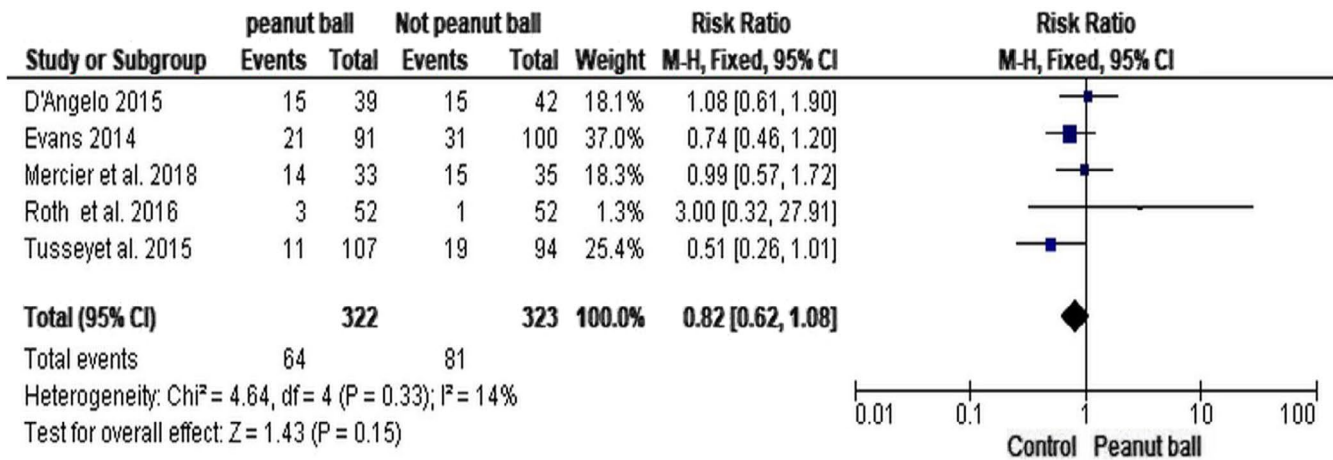 peanut ball Not peanut ball Risk Ratio Risk Ratio
Study or Subgroup Events Total Events Total Weight M-H, Fixed, 95% CI M-H, Fixed, 95% CI
D'Angelo 2015 15 39 15 42 18.1% 1.08 [0.61, 1.90]
Evans 2014 21 91 31 100 37.0% 0.74 [0.46, 1.20]
Mercier et al. 2018 14 33 15 35 18.3% 0.99 [0.57, 1.72]
Roth et al. 2016 3 52 1 52 1.3% 3.00 [0.32, 27.91]
Tusseyet al. 2015 11 107 19 94 25.4% 0.51 [0.26, 1.01]
Total (95% CI) 322 323 100.0% 0.82 [0.62, 1.08]
Total events 64 81
Heterogeneity: Chi² = 4.64, df = 4 (P = 0.33); I² = 14%
Test for overall effect: Z = 1.43 (P = 0.15)
0.01 0.1 1 10 100
Control Peanut ball